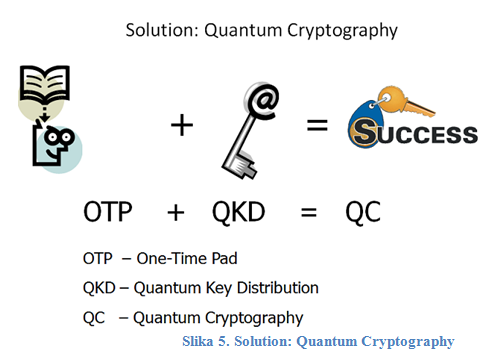 Solution: Quantum Cryptography
@
+ = SUCCESS
OTP + QKD = QC
OTP – One-Time Pad
QKD – Quantum Key Distribution
QC – Quantum Cryptography
Slika 5. Solution: Quantum Cryptography